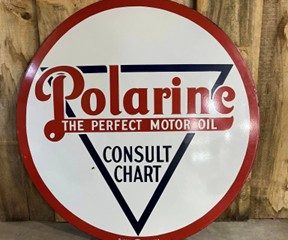 Polarine
THE PERFECT MOTOR OIL
CONSULT
CHART